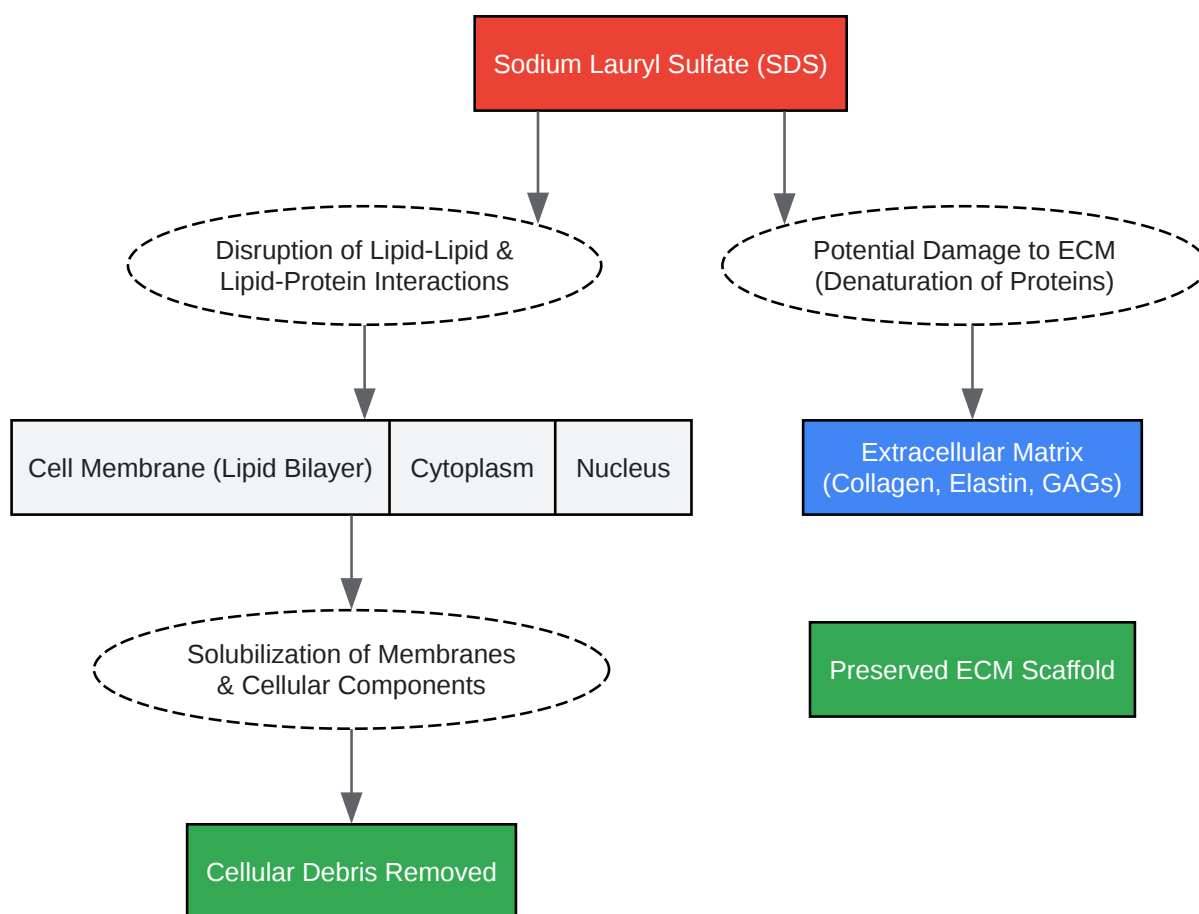 Sodium Lauryl Sulfate (SDS)
Disruption of Lipid-Lipid &
Lipid-Protein Interactions
Potential Damage to ECM
(Denaturation of Proteins)
Cell Membrane (Lipid Bilayer)
Cytoplasm
Nucleus
Extracellular Matrix
(Collagen, Elastin, GAGs)
Solubilization of Membranes
& Cellular Components
Preserved ECM Scaffold
Cellular Debris Removed